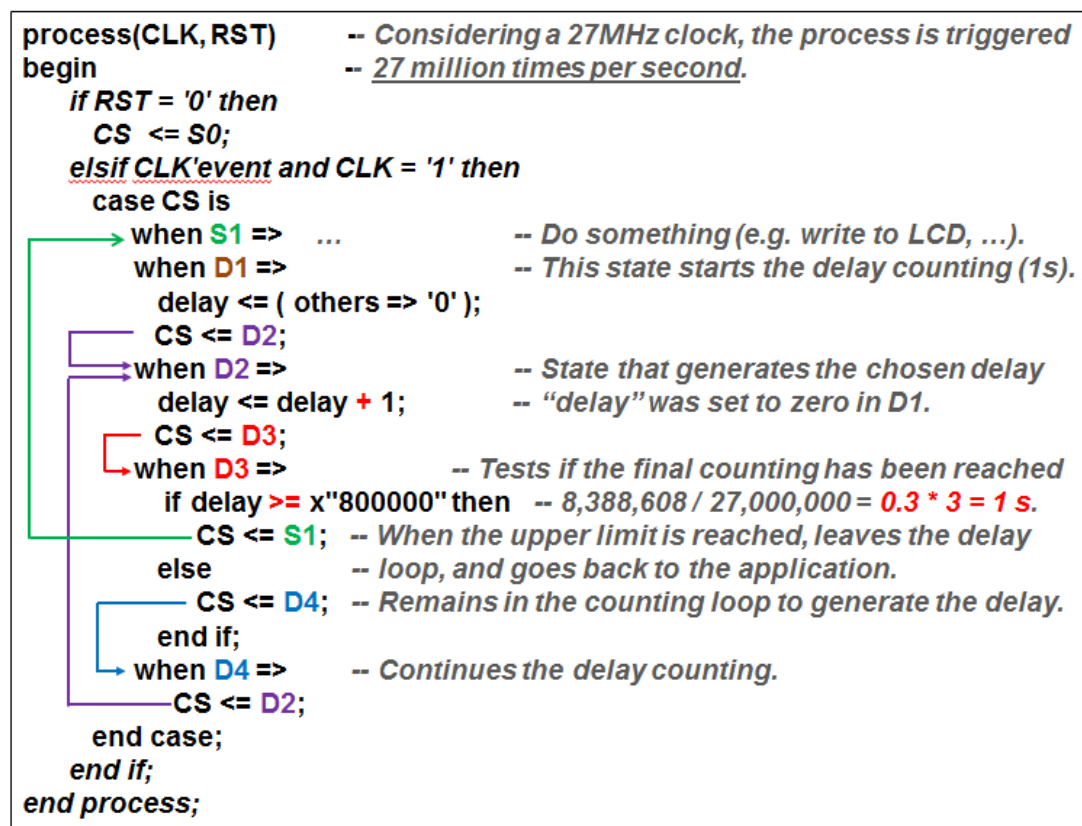 process(CLK, RST) -- Considering a 27MHz clock, the process is triggered
begin -- 27 million times per second.
if RST = '0' then
CS <= S0;
elsif CLK'event and CLK = '1' then
case CS is
when S1 => ... -- Do something (e.g. write to LCD, ...).
when D1 => -- This state starts the delay counting (1s).
delay <= ( others => '0' );
CS <= D2;
when D2 => -- State that generates the chosen delay
delay <= delay + 1; -- “delay” was set to zero in D1.
CS <= D3;
when D3 => -- Tests if the final counting has been reached
if delay >= x"800000" then -- 8,388,608 / 27,000,000 = 0.3 * 3 = 1 s.
CS <= S1; -- When the upper limit is reached, leaves the delay
else -- loop, and goes back to the application.
CS <= D4; -- Remains in the counting loop to generate the delay.
end if;
when D4 => -- Continues the delay counting.
CS <= D2;
end case;
end if;
end process;